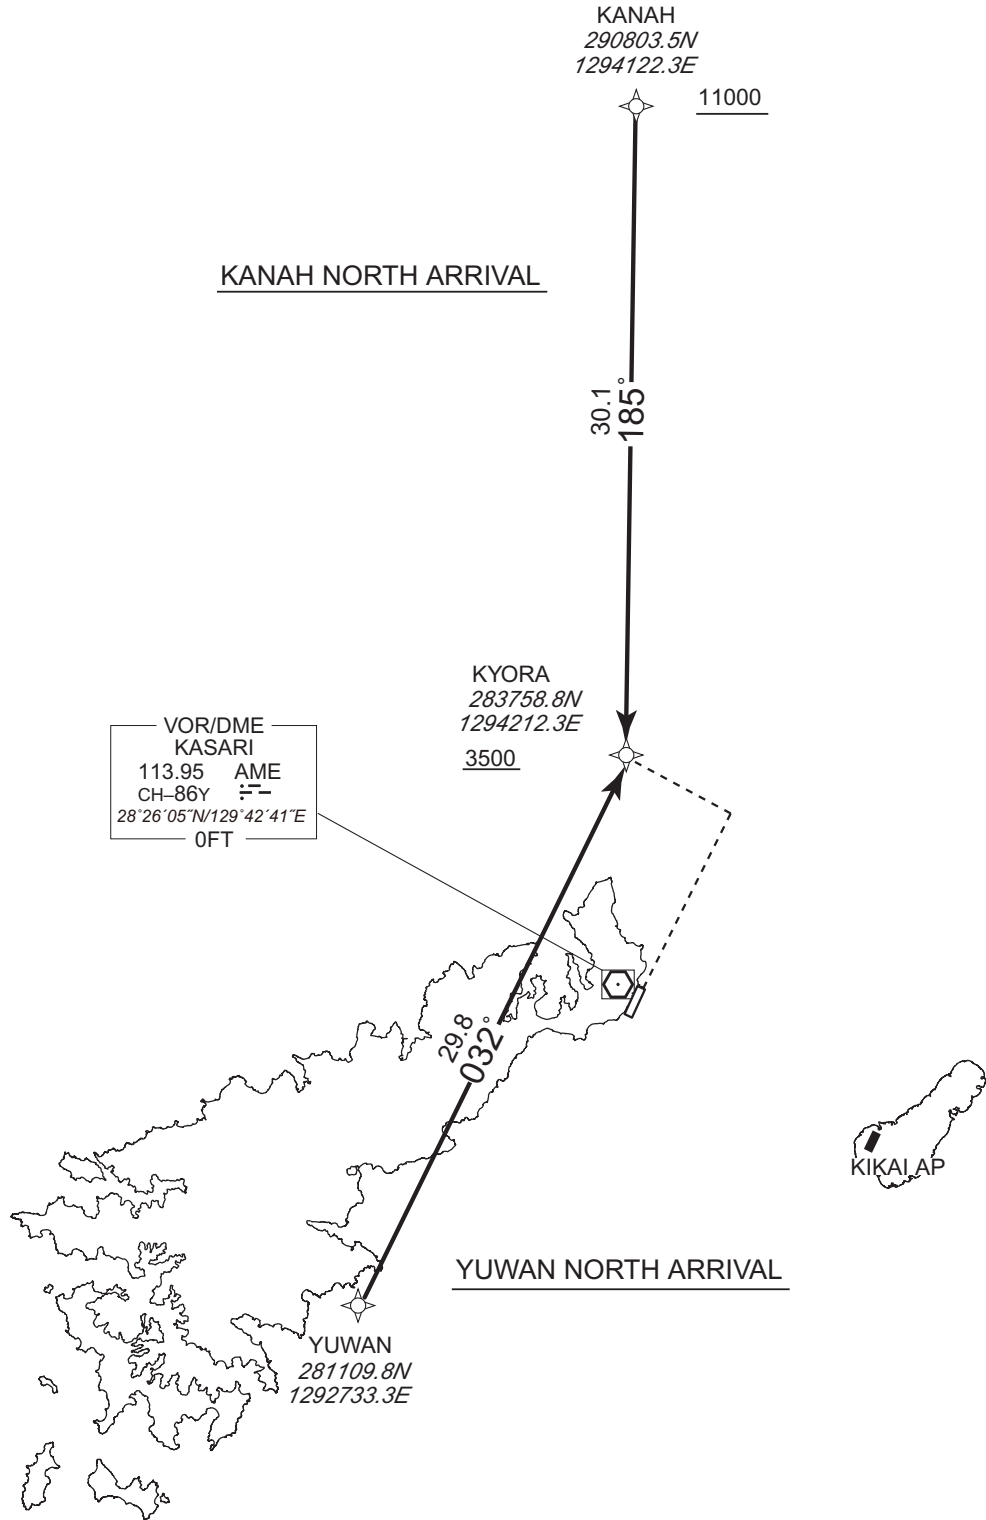 KANAH
290803.5N
1294122.3E
11000
KANAH NORTH ARRIVAL
30.1
185°
KYORA
283758.8N
1294212.3E
3500
VOR/DME
KASARI
113.95 AME
CH–86Y
28°26′05″N/129°42′41″E
0FT
29.8
032°
KIKAI AP
YUWAN NORTH ARRIVAL
YUWAN
281109.8N
1292733.3E